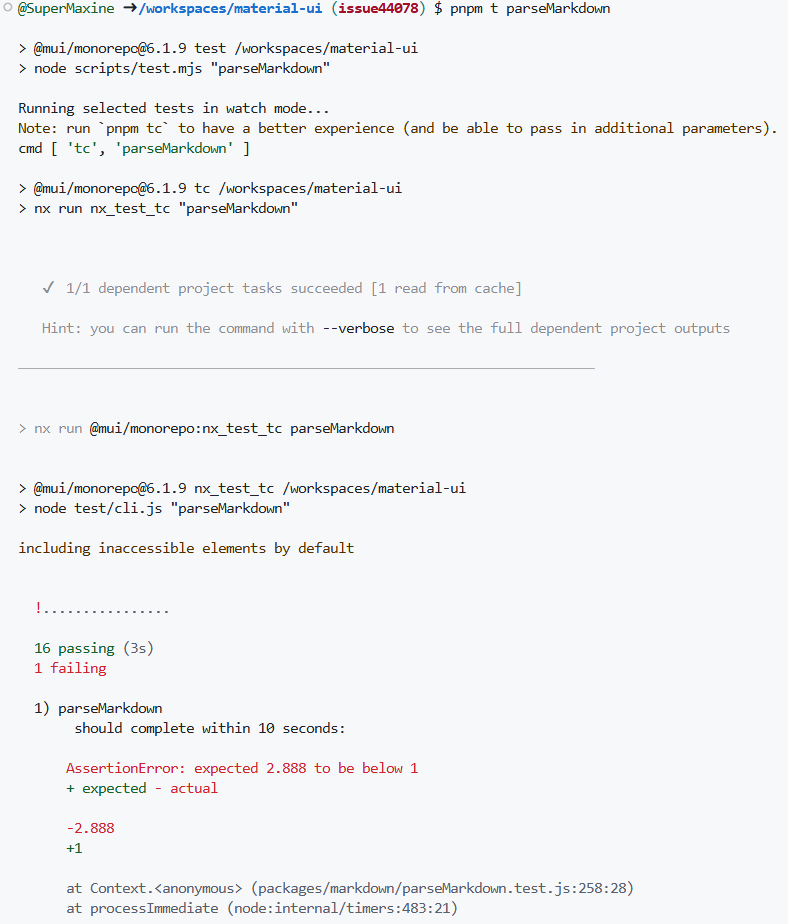 @SuperMaxine →/workspaces/material-ui (issue44078) $ pnpm t parseMarkdown
> @mui/monorepo@6.1.9 test /workspaces/material-ui
> node scripts/test.mjs "parseMarkdown"
Running selected tests in watch mode...
Note: run `pnpm tc` to have a better experience (and be able to pass in additional parameters).
cmd [ 'tc', 'parseMarkdown' ]
> @mui/monorepo@6.1.9 tc /workspaces/material-ui
> nx run nx_test_tc "parseMarkdown"
✓ 1/1 dependent project tasks succeeded [1 read from cache]
Hint: you can run the command with --verbose to see the full dependent project outputs
> nx run @mui/monorepo:nx_test_tc parseMarkdown
> @mui/monorepo@6.1.9 nx_test_tc /workspaces/material-ui
> node test/cli.js "parseMarkdown"
including inaccessible elements by default
!................
16 passing (3s)
1 failing
1) parseMarkdown
should complete within 10 seconds:
AssertionError: expected 2.888 to be below 1
+ expected - actual
-2.888
+1
at Context.<anonymous> (packages/markdown/parseMarkdown.test.js:258:28)
at processImmediate (node:internal/timers:483:21)